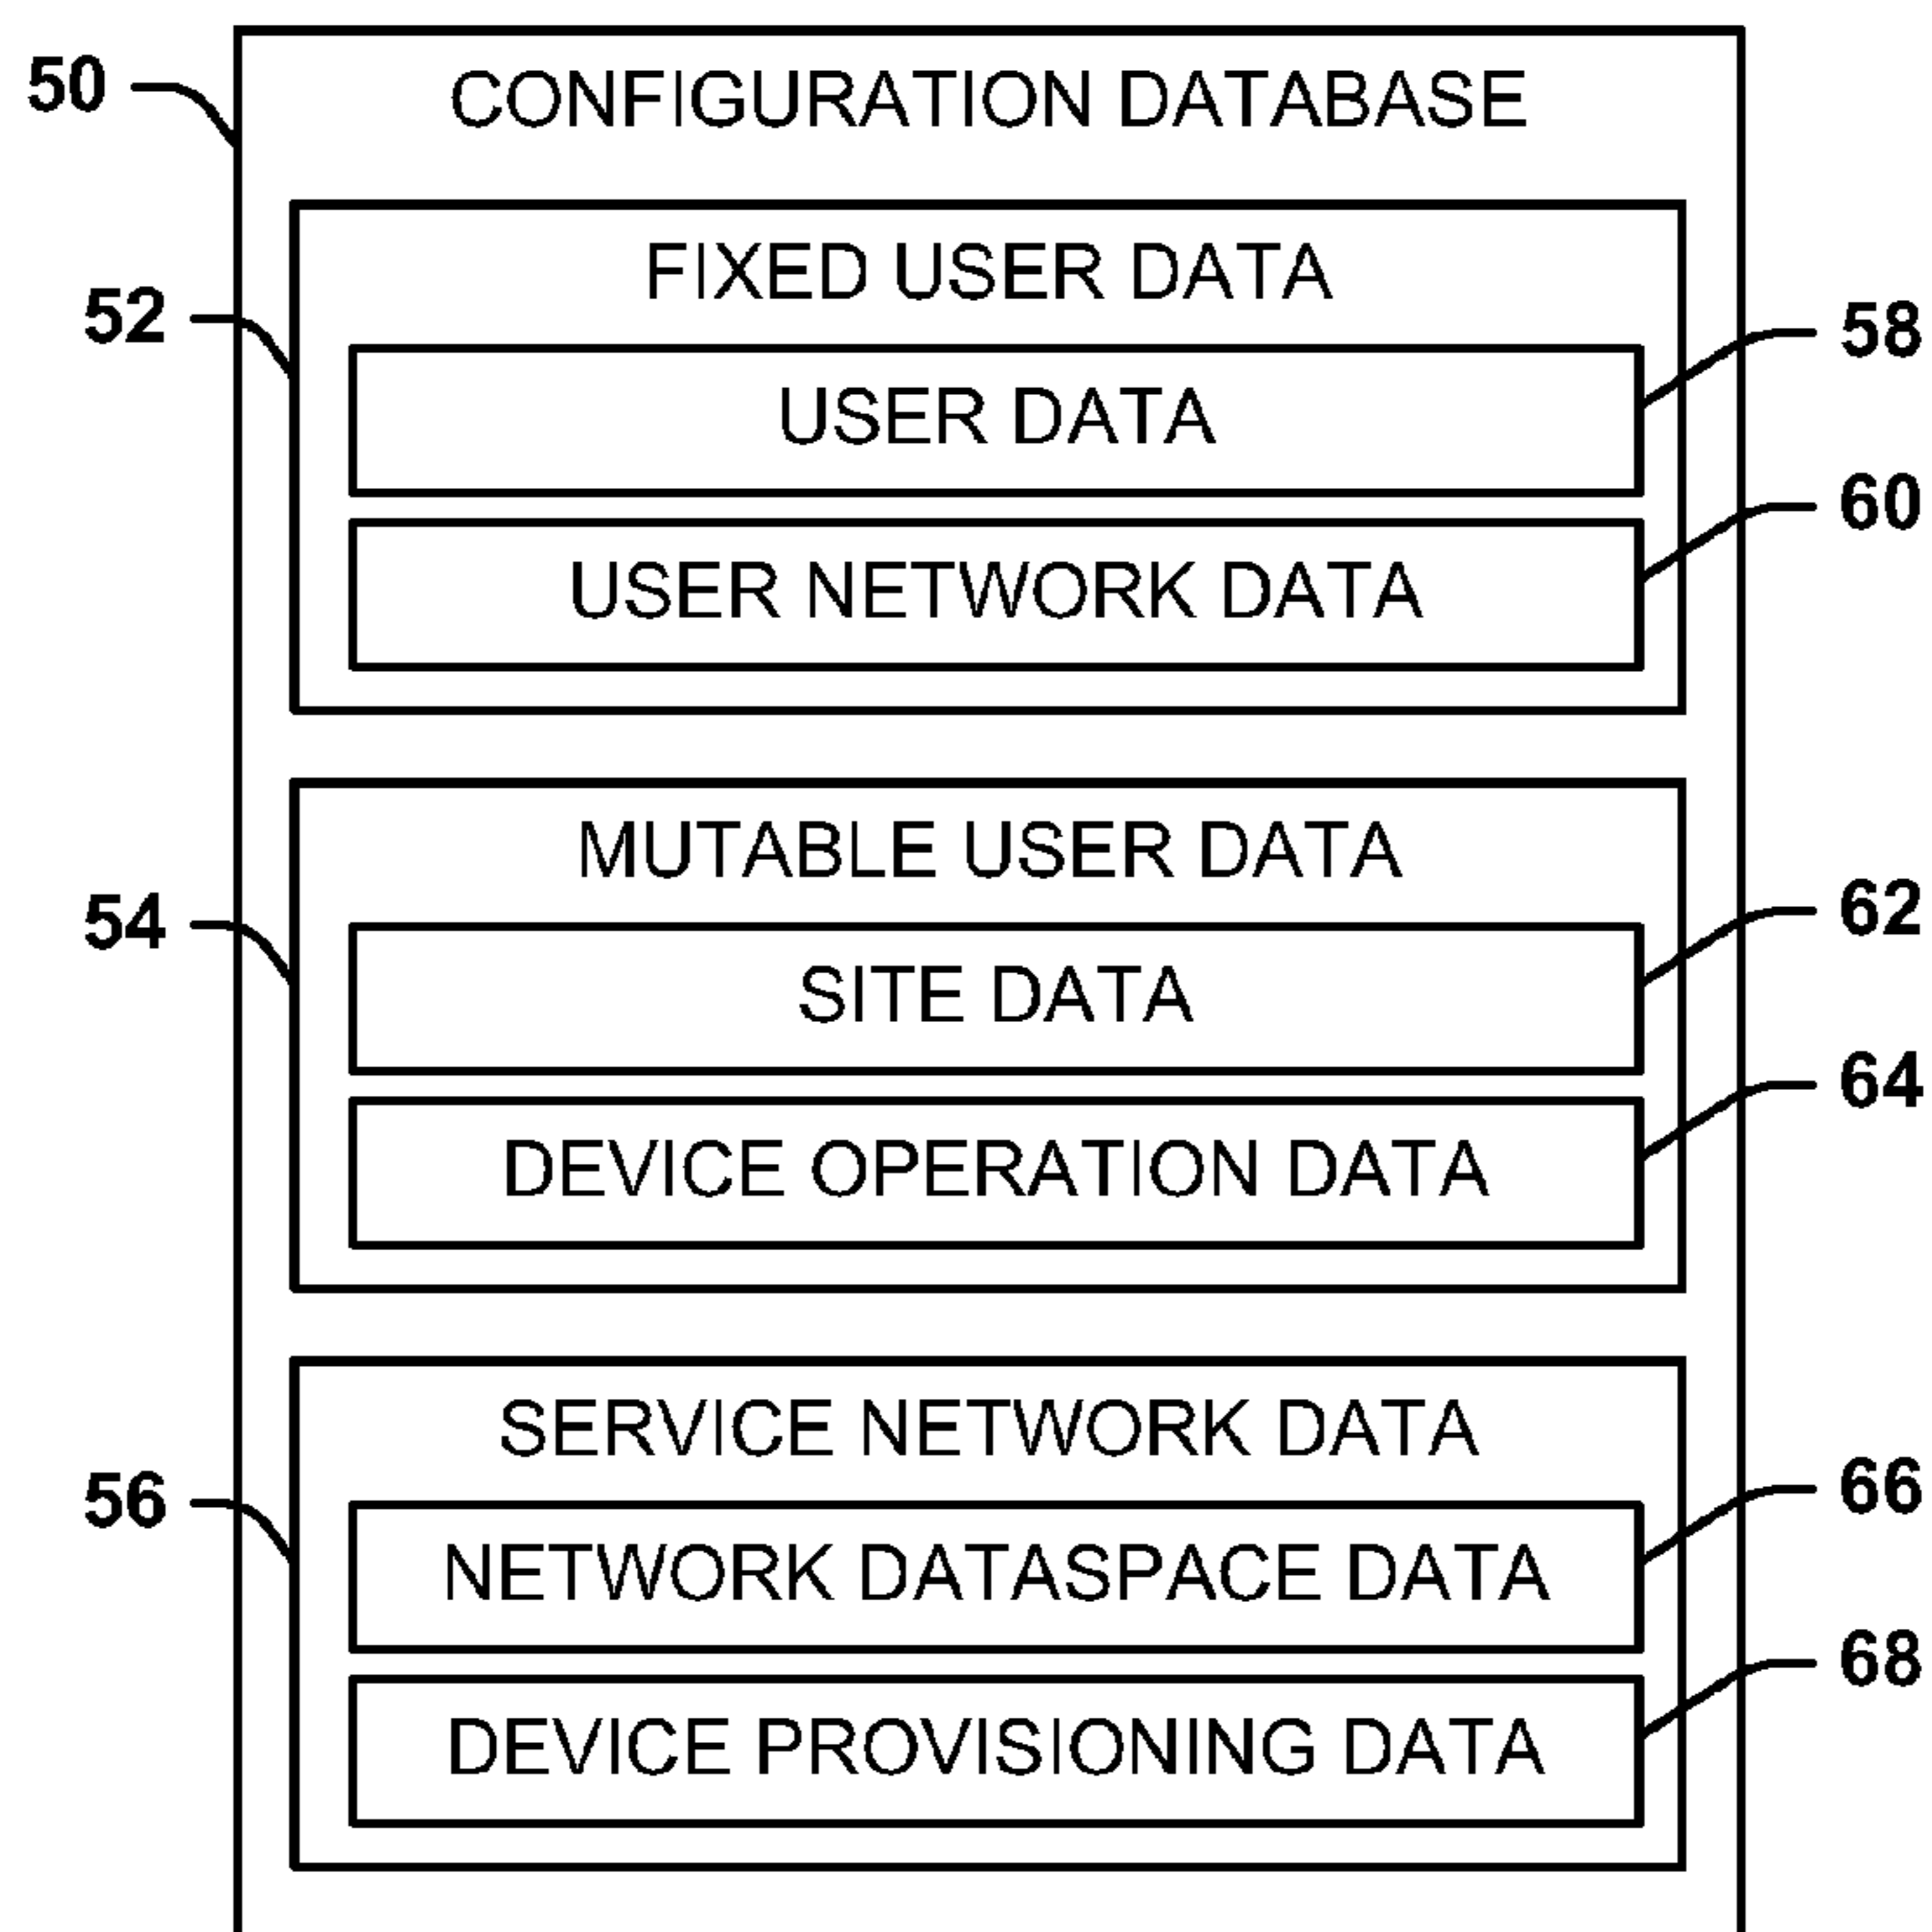 50
CONFIGURATION DATABASE
FIXED USER DATA
52
58
USER DATA
60
USER NETWORK DATA
MUTABLE USER DATA
54
62
SITE DATA
64
DEVICE OPERATION DATA
SERVICE NETWORK DATA
56
66
NETWORK DATASPACE DATA
68
DEVICE PROVISIONING DATA